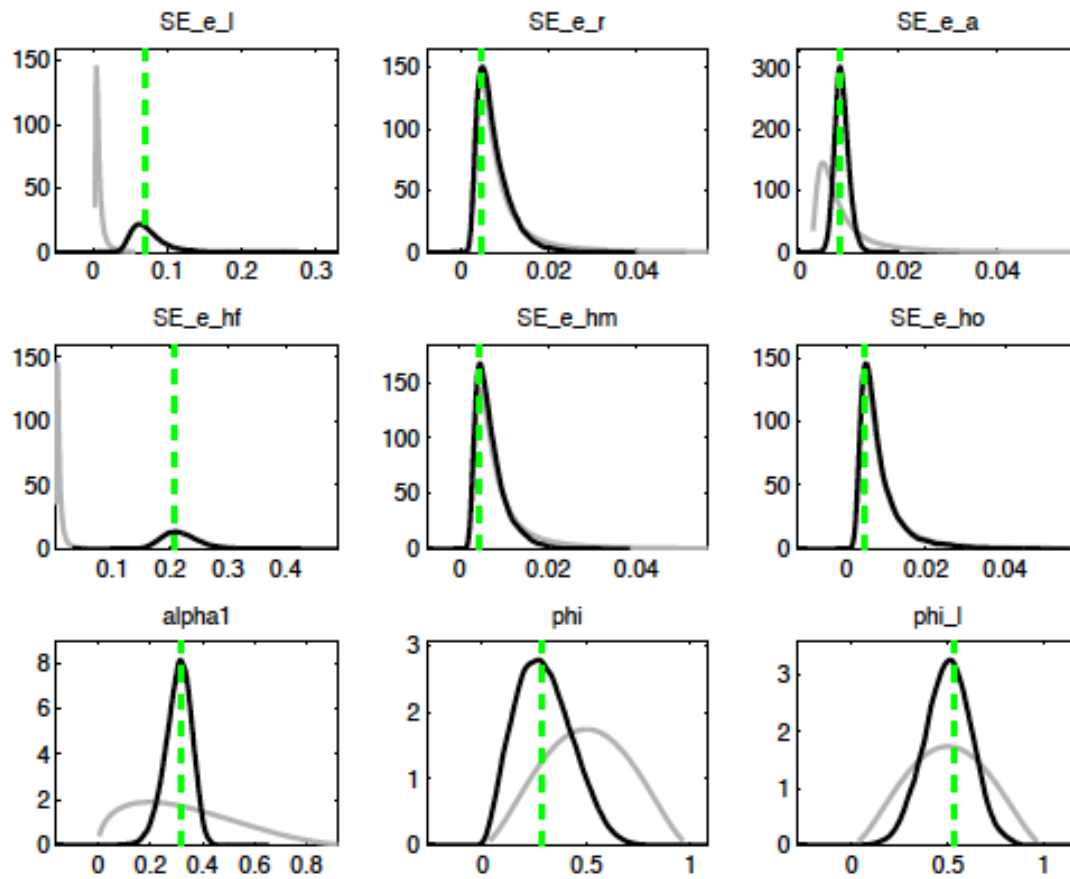 SE_e_l SE_e_r SE_e_a
150 150 300
100 100 200
50 50 100
0 0 0
0 0.1 0.2 0.3 0 0.02 0.04 0 0.02 0.04
SE_e_hf SE_e_hm SE_e_ho
150 150 150
100 100 100
50 50 50
0 0 0
0.1 0.2 0.3 0.4 0 0.02 0.04 0 0.02 0.04
alpha1 phi phi_l
8 3 3
6 2 2
4 1 1
2 0 0
0
0 0.2 0.4 0.6 0.8 0 0.5 1 0 0.5 1